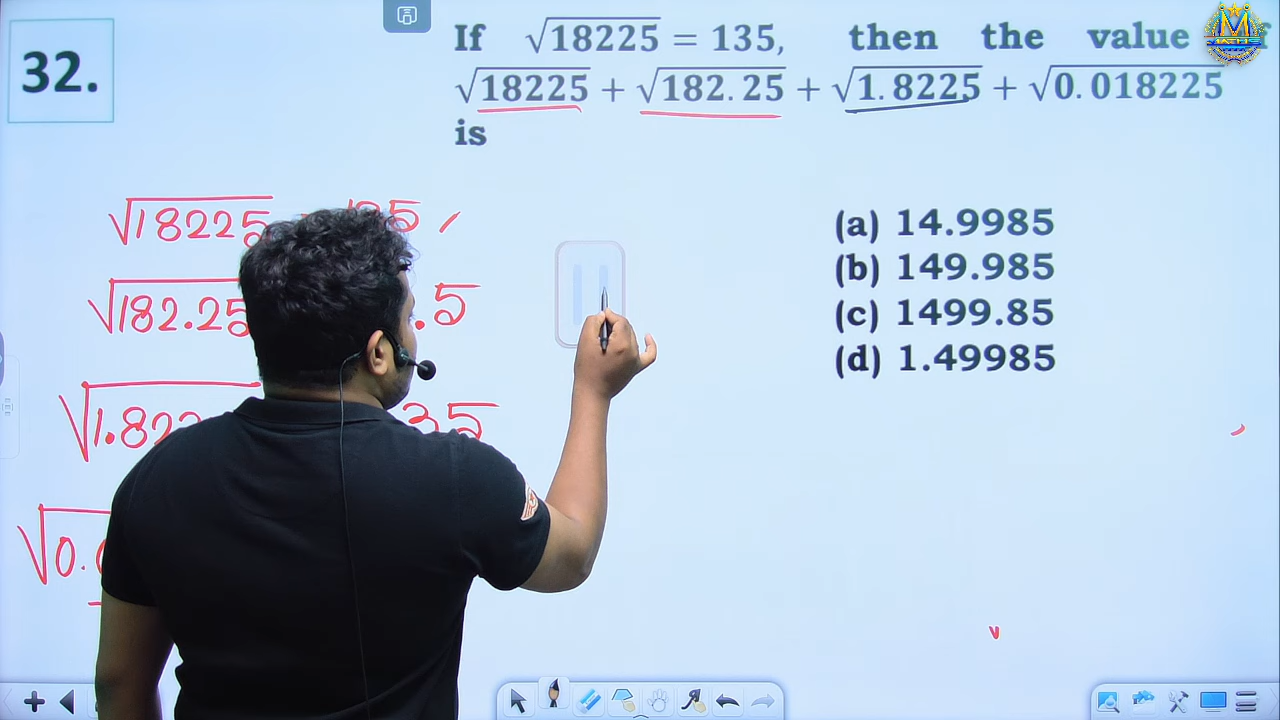 32.
If √18225 = 135, then the value
√18225 + √182.25 + √1.8225 + √0.018225
is
(a) 14.9985
(b) 149.985
(c) 1499.85
(d) 1.49985
√18225 135
√182.25 .5
√1.82 35
√0.